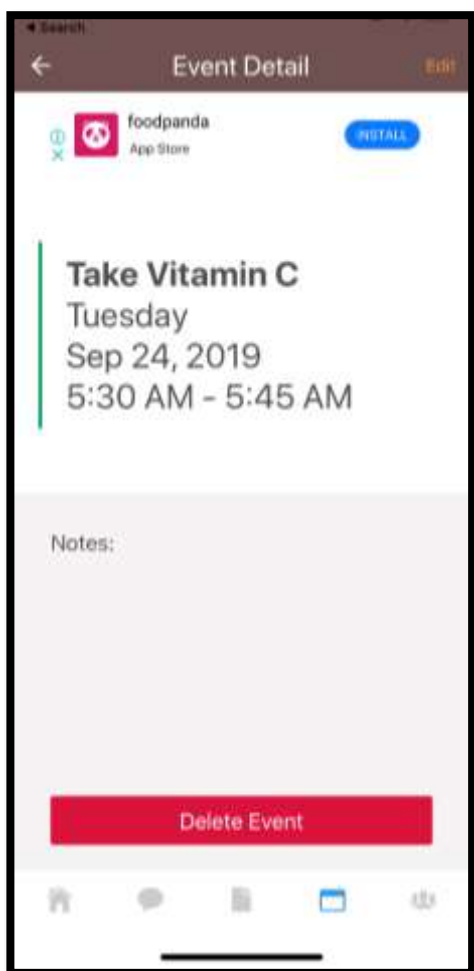 Search
Event Detail
Edit
foodpanda
App Store
INSTALL
Take Vitamin C
Tuesday
Sep 24, 2019
5:30 AM - 5:45 AM
Notes:
Delete Event